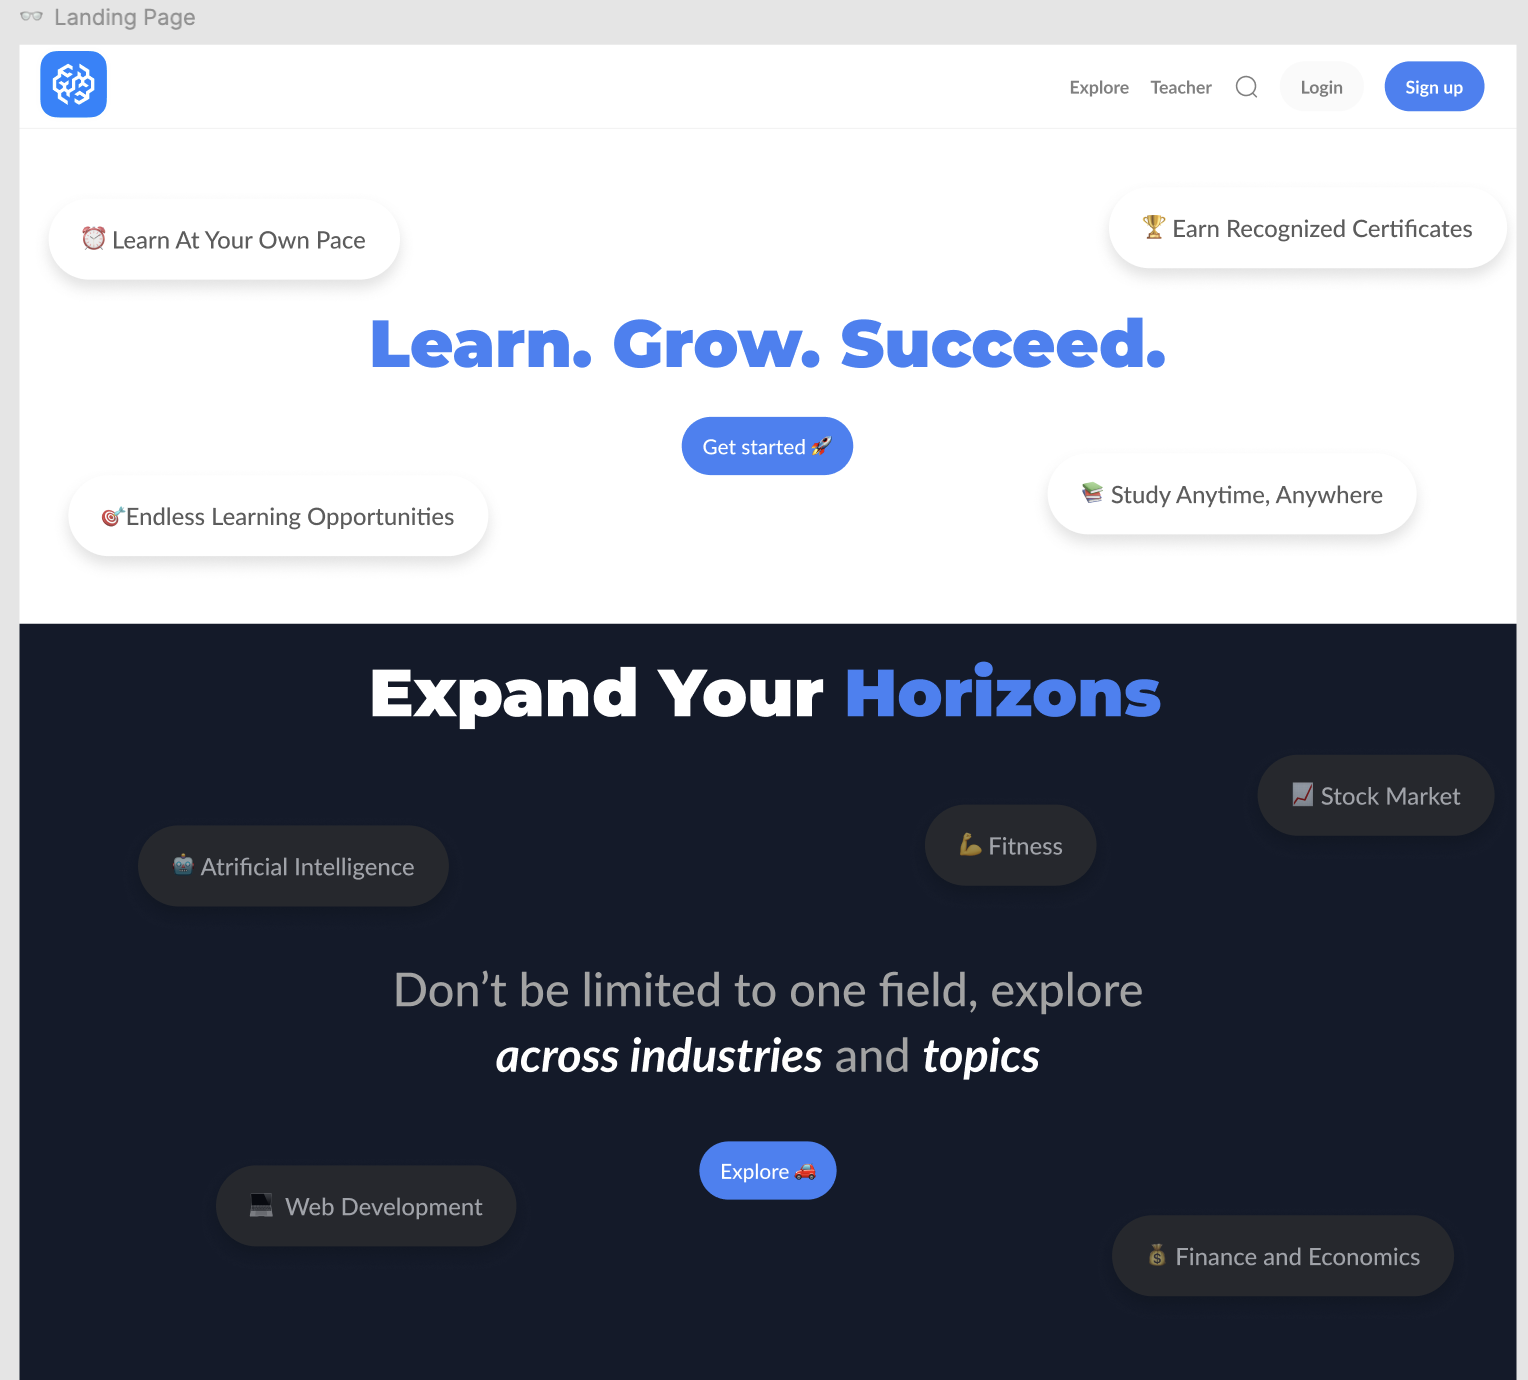 👓 Landing Page
Explore Teacher Login Sign up
⏰ Learn At Your Own Pace
🏆 Earn Recognized Certificates
Learn. Grow. Succeed.
Get started 🚀
🎯Endless Learning Opportunities
📚 Study Anytime, Anywhere
Expand Your Horizons
📈 Stock Market
💪 Fitness
🤖 Atrificial Intelligence
Don’t be limited to one field, explore
across industries and topics
Explore 🚗
💻 Web Development
💰 Finance and Economics